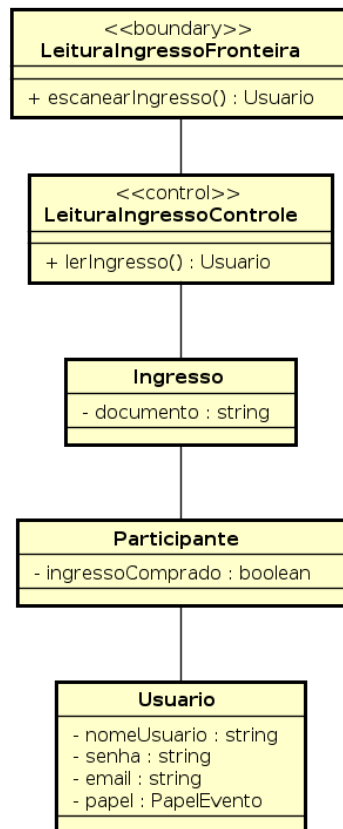 <<boundary>>
LeituraIngressoFronteira
+ escanearIngresso() : Usuario
<<control>>
LeituraIngressoControle
+ lerIngresso() : Usuario
Ingresso
- documento : string
Participante
- ingressoComprado : boolean
Usuario
- nomeUsuario : string
- senha : string
- email : string
- papel : PapelEvento